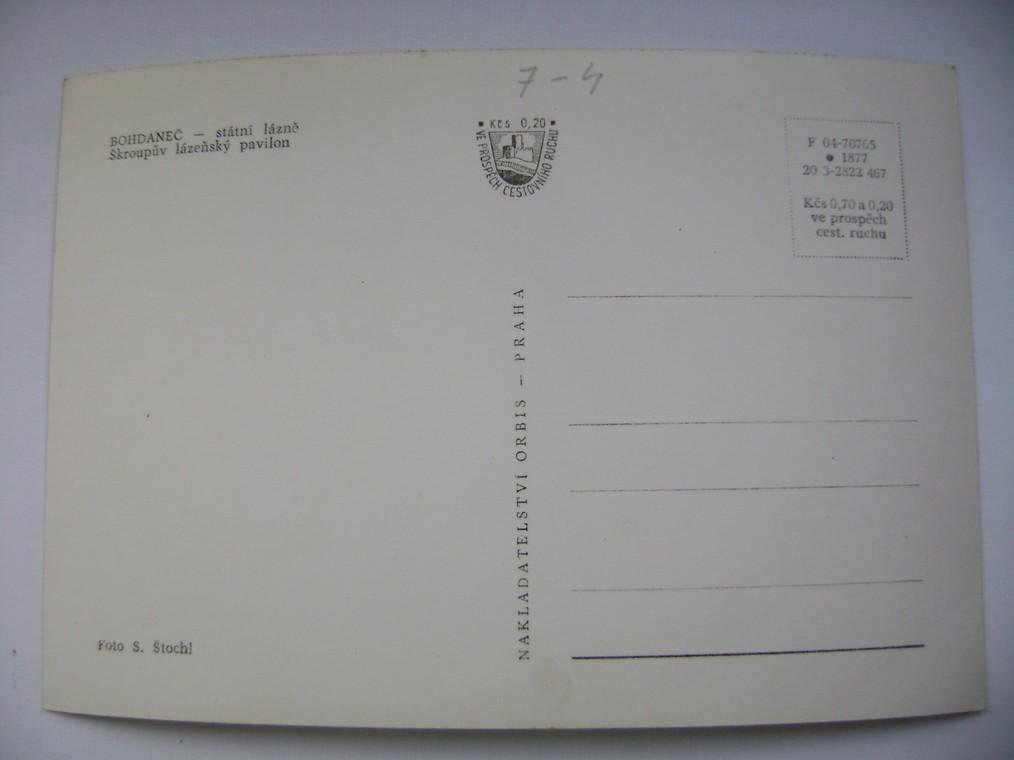 7-4
BOHDANEČ — státní lázně
Škroupův lázeňský pavilon
• Kčs 0,20 •
VE PROSPĚCH CESTOVNÍHO RUCHU
F 04-70765
• 1877
20 3-2822 467
Kčs 0,70 a 0,20
ve prospěch
cest. ruchu
NAKLADATELSTVÍ ORBIS — PRAHA
Foto S. Štochl